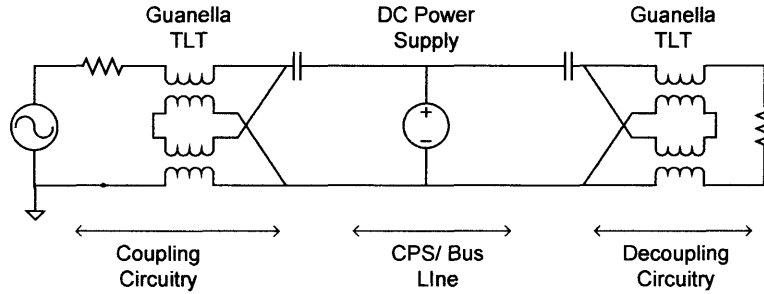 Guanella
TLT
DC Power
Supply
Guanella
TLT
+
−
Coupling
Circuitry
CPS/ Bus
LIne
Decoupling
Circuitry